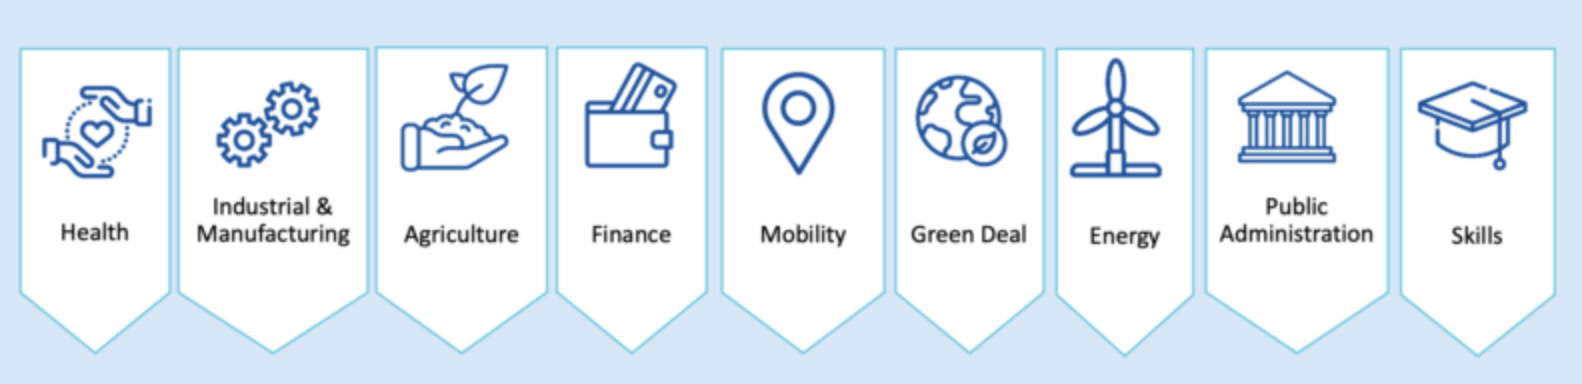 Health
Industrial &
Manufacturing
Agriculture
Finance
Mobility
Green Deal
Energy
Public
Administration
Skills